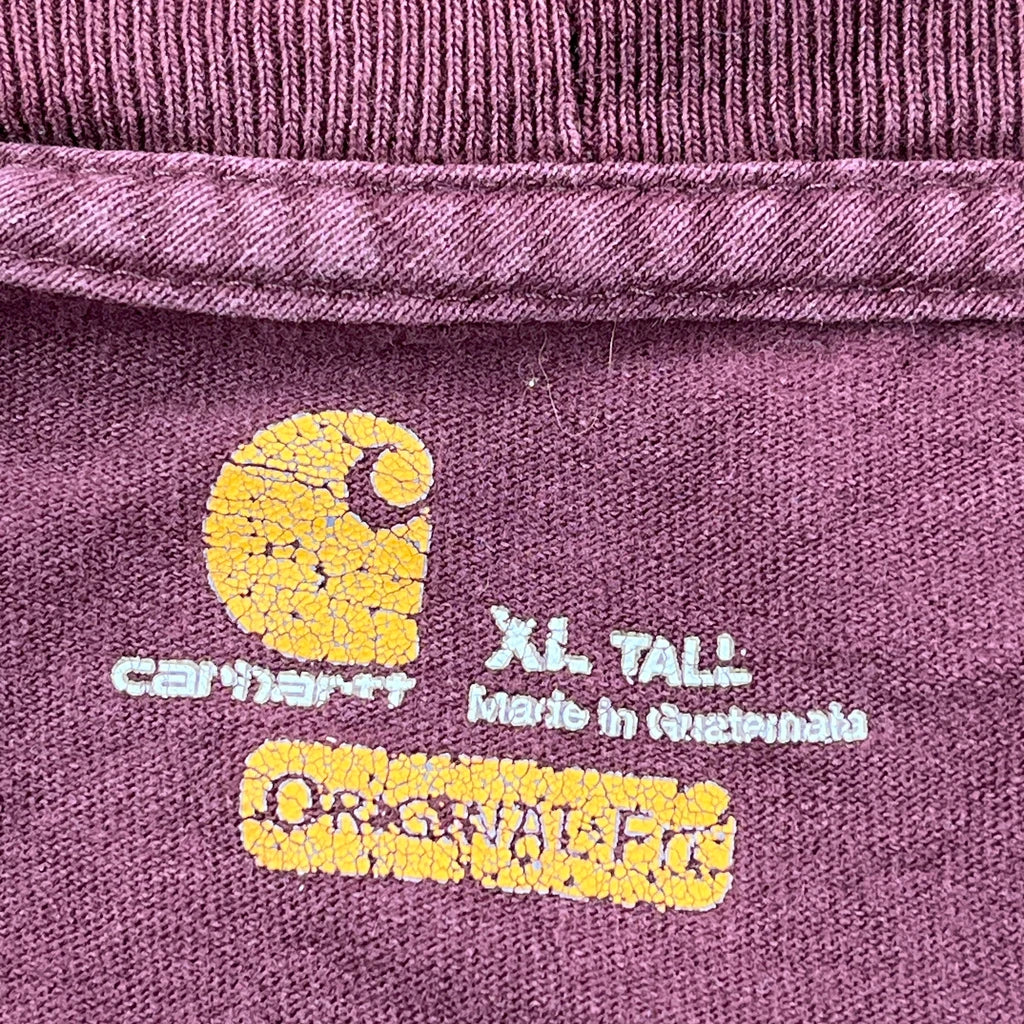 carhartt
XL TALL
Made in Guatemala
ORIGINAL FIT